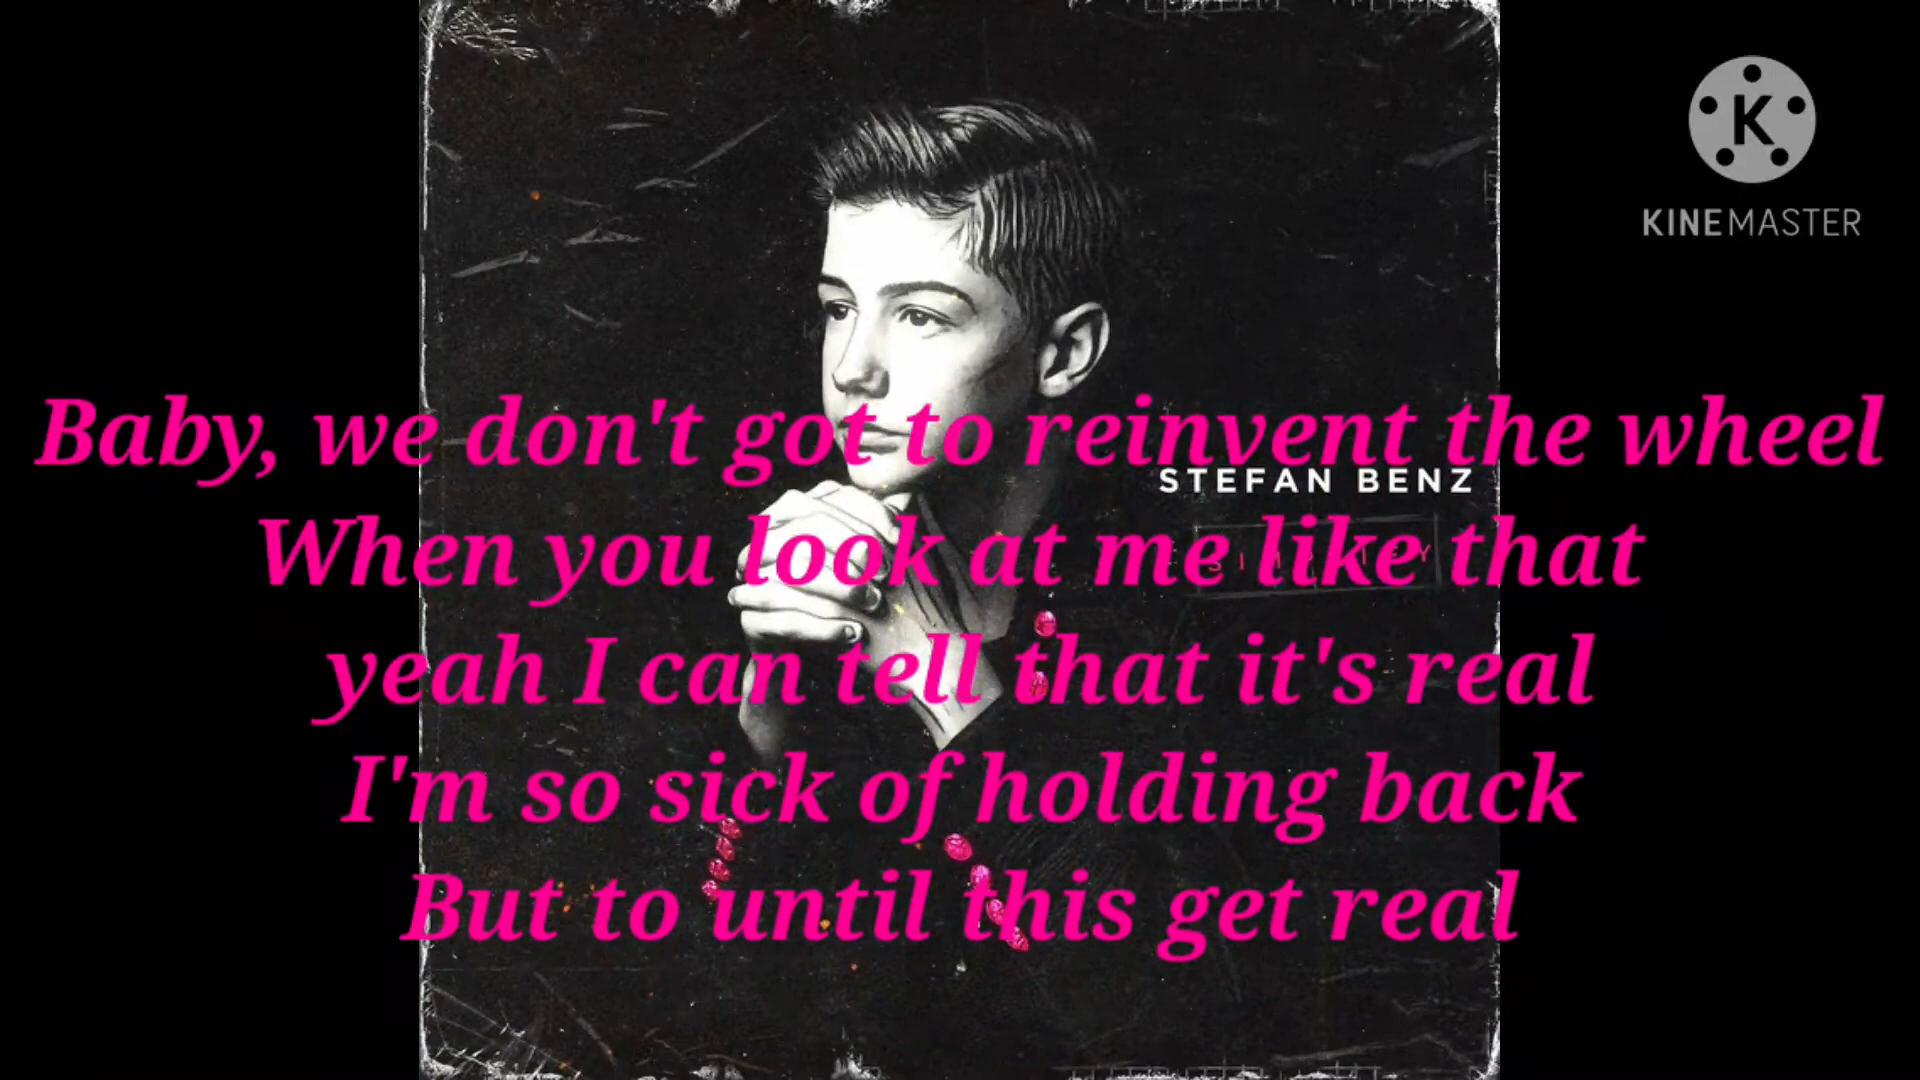 K
KINEMASTER
Baby, we don't got to reinvent the wheel
STEFAN BENZ
When you look at me like that
yeah I can tell that it's real
I'm so sick of holding back
But to until this get real